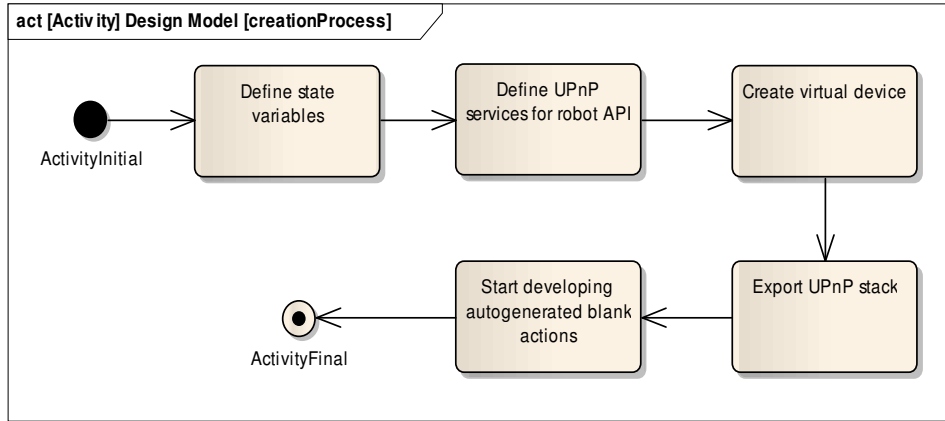 act [Activity] Design Model [creationProcess]
ActivityInitial
Define state
variables
Define UPnP
services for robot API
Create virtual device
Export UPnP stack
Start developing
autogenerated blank
actions
ActivityFinal